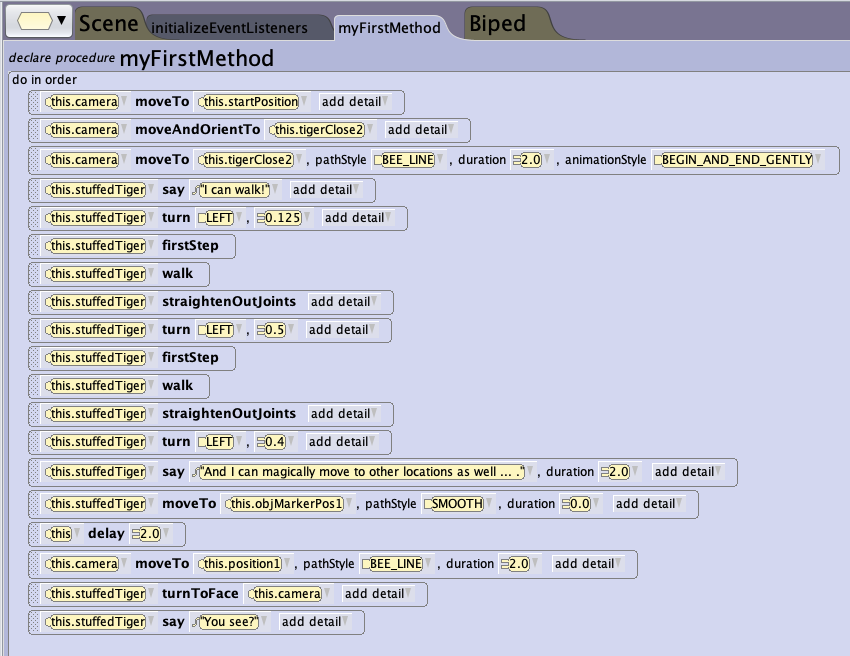 Scene initializeEventListeners myFirstMethod Biped
declare procedure myFirstMethod
do in order
this.camera moveTo this.startPosition add detail
this.camera moveAndOrientTo this.tigerClose2 add detail
this.camera moveTo this.tigerClose2 , pathStyle BEE_LINE , duration 2.0 , animationStyle BEGIN_AND_END_GENTLY
this.stuffedTiger say "I can walk!" add detail
this.stuffedTiger turn LEFT , 0.125 add detail
this.stuffedTiger firstStep
this.stuffedTiger walk
this.stuffedTiger straightenOutJoints add detail
this.stuffedTiger turn LEFT , 0.5 add detail
this.stuffedTiger firstStep
this.stuffedTiger walk
this.stuffedTiger straightenOutJoints add detail
this.stuffedTiger turn LEFT , 0.4 add detail
this.stuffedTiger say "And I can magically move to other locations as well ... ." , duration 2.0 add detail
this.stuffedTiger moveTo this.objMarkerPos1 , pathStyle SMOOTH , duration 0.0 add detail
this delay 2.0
this.camera moveTo this.position1 , pathStyle BEE_LINE , duration 2.0 add detail
this.stuffedTiger turnToFace this.camera add detail
this.stuffedTiger say "You see?" add detail